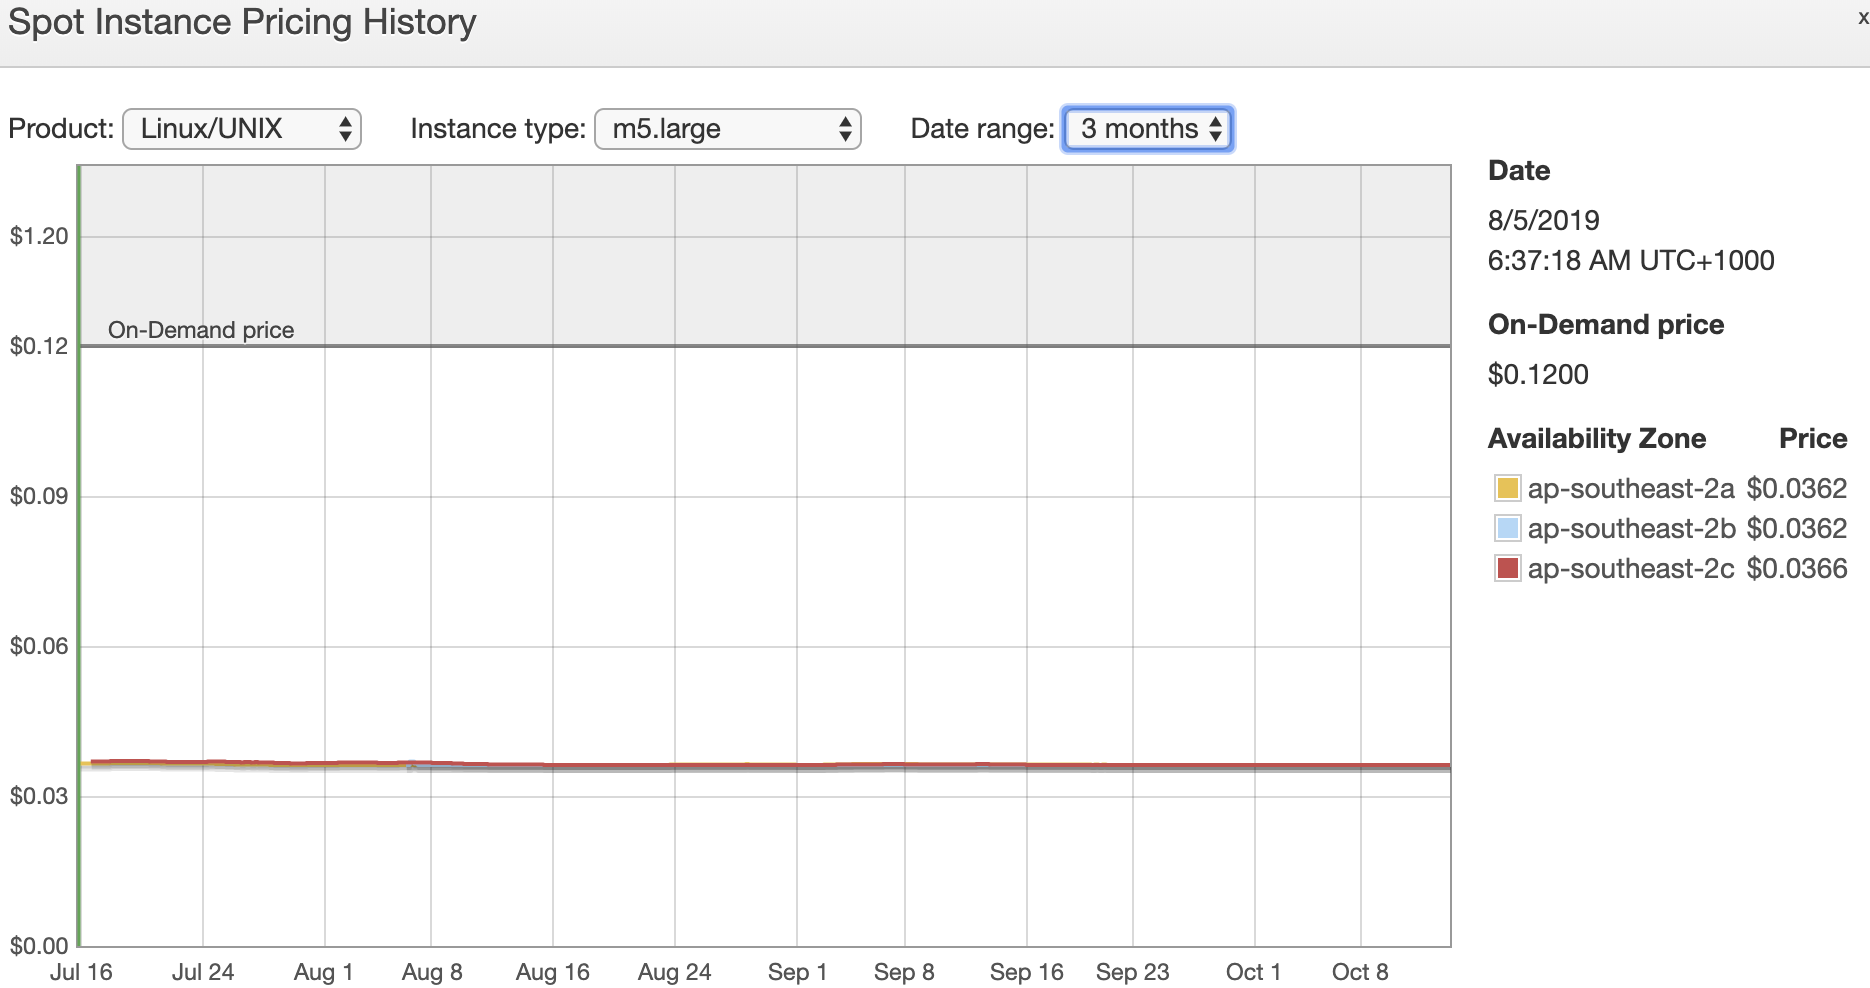 Spot Instance Pricing History
x
Product: Linux/UNIX Instance type: m5.large Date range: 3 months
$1.20
On-Demand price
$0.12
$0.09
$0.06
$0.03
$0.00
Jul 16 Jul 24 Aug 1 Aug 8 Aug 16 Aug 24 Sep 1 Sep 8 Sep 16 Sep 23 Oct 1 Oct 8
Date
8/5/2019
6:37:18 AM UTC+1000
On-Demand price
$0.1200
Availability Zone Price
ap-southeast-2a $0.0362
ap-southeast-2b $0.0362
ap-southeast-2c $0.0366